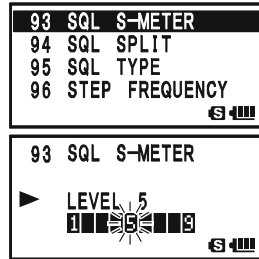 93 SQL S-METER
94 SQL SPLIT
95 SQL TYPE
96 STEP FREQUENCY
S
93 SQL S-METER
LEVEL 5
1 5 9
S